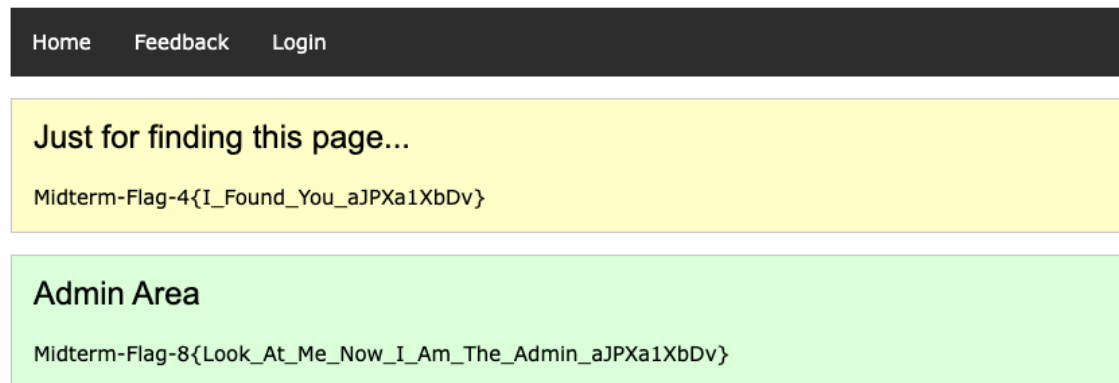 Home Feedback Login
Just for finding this page...
Midterm-Flag-4{I_Found_You_aJPXa1XbDv}
Admin Area
Midterm-Flag-8{Look_At_Me_Now_I_Am_The_Admin_aJPXa1XbDv}